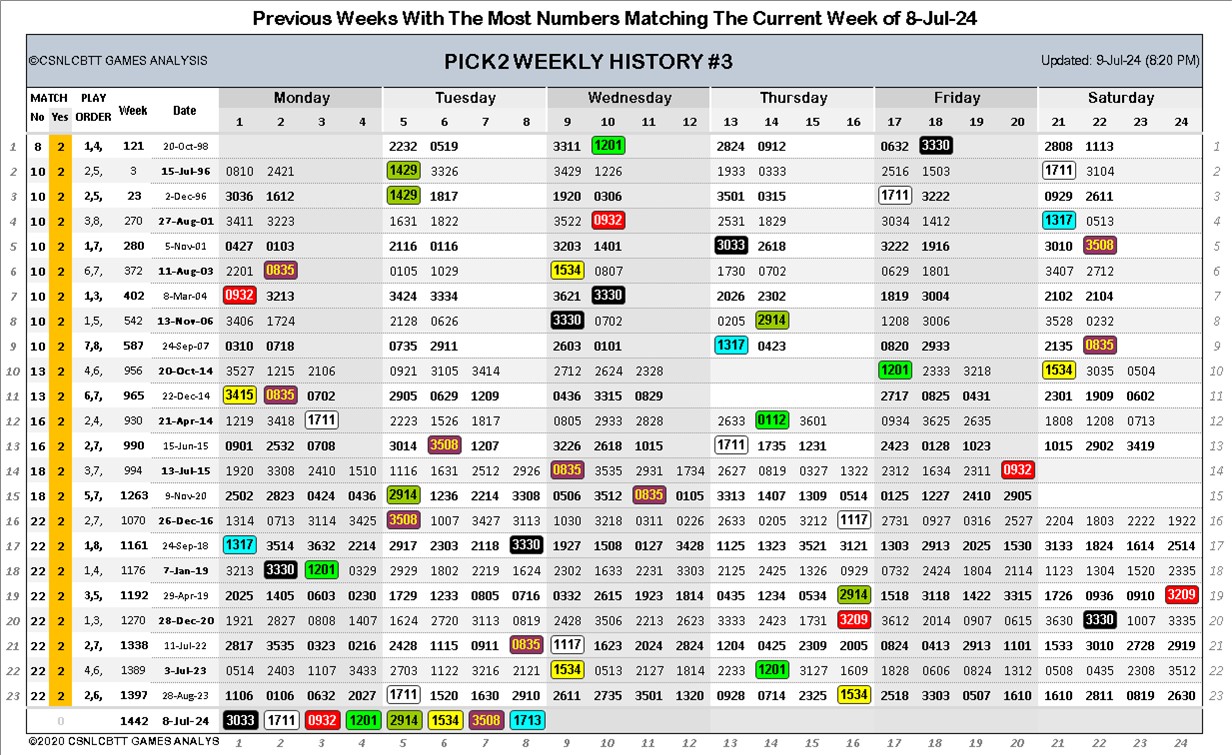 Previous Weeks With The Most Numbers Matching The Current Week of 8-Jul-24
©CSNLCBTT GAMES ANALYSIS PICK2 WEEKLY HISTORY #3 Updated: 9-Jul-24 (8:20 PM)
MATCH PLAY Week Date Monday Tuesday Wednesday Thursday Friday Saturday
No Yes ORDER 1 2 3 4 5 6 7 8 9 10 11 12 13 14 15 16 17 18 19 20 21 22 23 24
1 8 2 1,4, 121 20-Oct-98 2232 0519 3311 1201 2824 0912 0632 3330 2808 1113 1
2 10 2 2,5, 3 15-Jul-96 0810 2421 1429 3326 3429 1226 1933 0333 2516 1503 1711 3104 2
3 10 2 2,5, 23 2-Dec-96 3036 1612 1429 1817 1920 0306 3501 0315 1711 3222 0929 2611 3
4 10 2 3,8, 270 27-Aug-01 3411 3223 1631 1822 3522 0932 2531 1829 3034 1412 1317 0513 4
5 10 2 1,7, 280 5-Nov-01 0427 0103 2116 0116 3203 1401 3033 2618 3222 1916 3010 3508 5
6 10 2 6,7, 372 11-Aug-03 2201 0835 0105 1029 1534 0807 1730 0702 0629 1801 3407 2712 6
7 10 2 1,3, 402 8-Mar-04 0932 3213 3424 3334 3621 3330 2026 2302 1819 3004 2102 2104 7
8 10 2 1,5, 542 13-Nov-06 3406 1724 2128 0626 3330 0702 0205 2914 1208 3006 3528 0232 8
9 10 2 7,8, 587 24-Sep-07 0310 0718 0735 2911 2603 0101 1317 0423 0820 2933 2135 0835 9
10 13 2 4,6, 956 20-Oct-14 3527 1215 2106 0921 3105 3414 2712 2624 2328 1201 2333 3218 1534 3035 0504 10
11 13 2 6,7, 965 22-Dec-14 3415 0835 0702 2905 0629 1209 0436 3315 0829 2717 0825 0431 2301 1909 0602 11
12 16 2 2,4, 930 21-Apr-14 1219 3418 1711 2223 1526 1817 0805 2933 2828 2633 0112 3601 0934 3625 2635 1808 1208 0713 12
13 16 2 2,7, 990 15-Jun-15 0901 2532 0708 3014 3508 1207 3226 2618 1015 1711 1735 1231 2423 0128 1023 1015 2902 3419 13
14 18 2 3,7, 994 13-Jul-15 1920 3308 2410 1510 1116 1631 2512 2926 0835 3535 2931 1734 2627 0819 0327 1322 2312 1634 2311 0932 14
15 18 2 5,7, 1263 9-Nov-20 2502 2823 0424 0436 2914 1236 2214 3308 0506 3512 0835 0105 3313 1407 1309 0514 0125 1227 2410 2905 15
16 22 2 2,7, 1070 26-Dec-16 1314 0713 3114 3425 3508 1007 3427 3113 1030 3218 0311 0226 2633 0205 3212 1117 2731 0927 0316 2527 2204 1803 2222 1922 16
17 22 2 1,8, 1161 24-Sep-18 1317 3514 3632 2214 2917 2303 2118 3330 1927 1508 0127 3428 1125 1323 3521 3121 1303 2913 2025 1530 3133 1824 1614 2514 17
18 22 2 1,4, 1176 7-Jan-19 3213 3330 1201 0329 2929 1802 2219 1624 2302 1633 2231 3303 2125 2425 1326 0929 0732 2424 1804 2114 1123 1304 1520 2335 18
19 22 2 3,5, 1192 29-Apr-19 2025 1405 0603 0230 1729 1233 0805 0716 0332 2615 1923 1814 0435 1234 0534 2914 1518 3118 1422 3315 1726 0936 0910 3209 19
20 22 2 1,3, 1270 28-Dec-20 1921 2827 0808 1407 1624 2720 3113 0819 2428 3506 2213 2623 3333 2423 1731 3209 3612 2014 0907 0615 3630 3330 1007 3335 20
21 22 2 2,7, 1338 11-Jul-22 2817 3535 0323 0216 2428 1115 0911 0835 1117 1623 2024 2824 1204 0425 2309 2005 0824 0413 2913 1101 1533 3010 2728 2919 21
22 22 2 4,6, 1389 3-Jul-23 0514 2403 1107 3433 2703 1122 3216 2121 1534 0513 2127 1814 2233 1201 3127 1415 1828 0606 0824 1312 0508 0435 2308 3512 22
23 22 2 2,6, 1397 28-Aug-23 1106 0106 0632 2027 1711 1520 1630 2910 2611 2735 3501 1320 0928 0714 2325 1534 2518 3303 0507 1610 1610 2811 0819 2630 23
0 1442 8-Jul-24 3033 1711 0932 1201 2914 1534 3508 1713
©2020 CSNLCBTT GAMES ANALYS 1 2 3 4 5 6 7 8 9 10 11 12 13 14 15 16 17 18 19 20 21 22 23 24